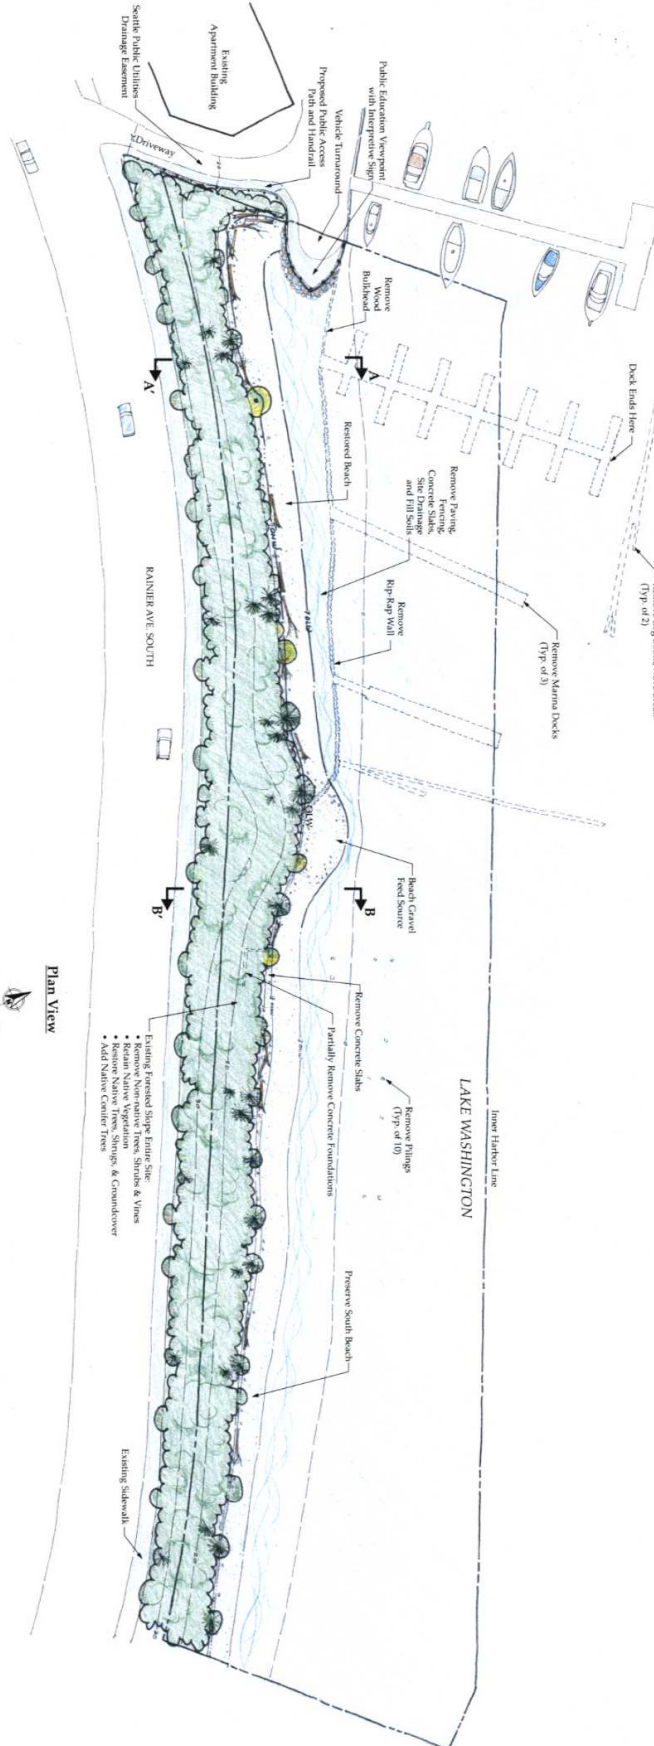 Existing
Apartment Building
Seattle Public Utilities
Drainage Easement
Driveway
Proposed Public Access
Path and Handrail
Vehicle Turnaround
Public Education Viewpoint
with Interpretive Sign
Remove
Wood
Bulkhead
A
A'
Dock Ends Here
(Typ. of 2)
Restored Beach
Remove Paving,
Fencing,
Concrete Slabs,
Site Drainage
and Fill Soils
Remove
Rip-Rap Wall
Remove Marina Docks
(Typ. of 3)
RAINIER AVE. SOUTH
Beach Gravel
Feed Source
B
B'
Remove Concrete Slabs
Partially Remove Concrete Foundations
Remove Pilings
(Typ. of 10)
LAKE WASHINGTON
Inner Harbor Line
Existing Forested Slope Entire Site:
• Remove Non-native Trees, Shrubs & Vines
• Retain Native Vegetation
• Restore Native Trees, Shrugs, & Groundcover
• Add Native Conifer Trees
Plan View
Preserve South Beach
Existing Sidewalk